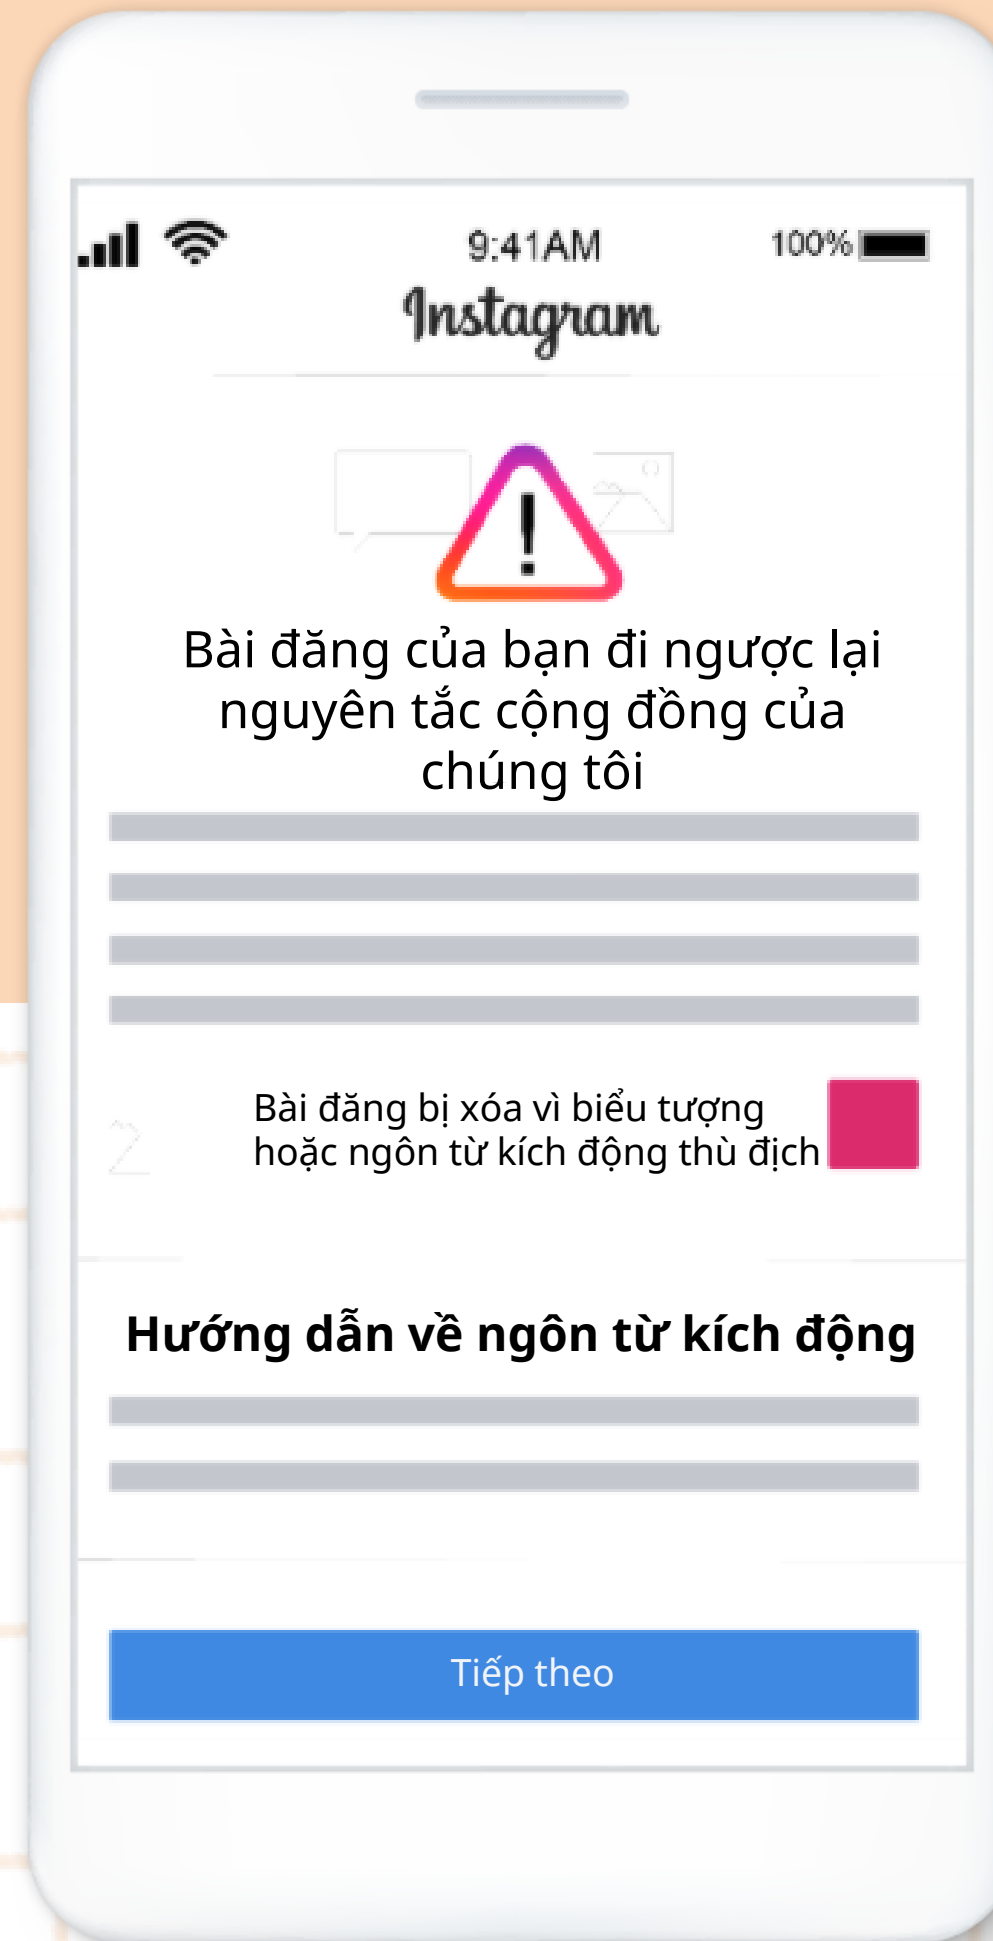 9:41AM
100%
Instagram
!
Bài đăng của bạn đi ngược lại
nguyên tắc cộng đồng của
chúng tôi
Bài đăng bị xóa vì biểu tượng
hoặc ngôn từ kích động thù địch
Hướng dẫn về ngôn từ kích động
Tiếp theo